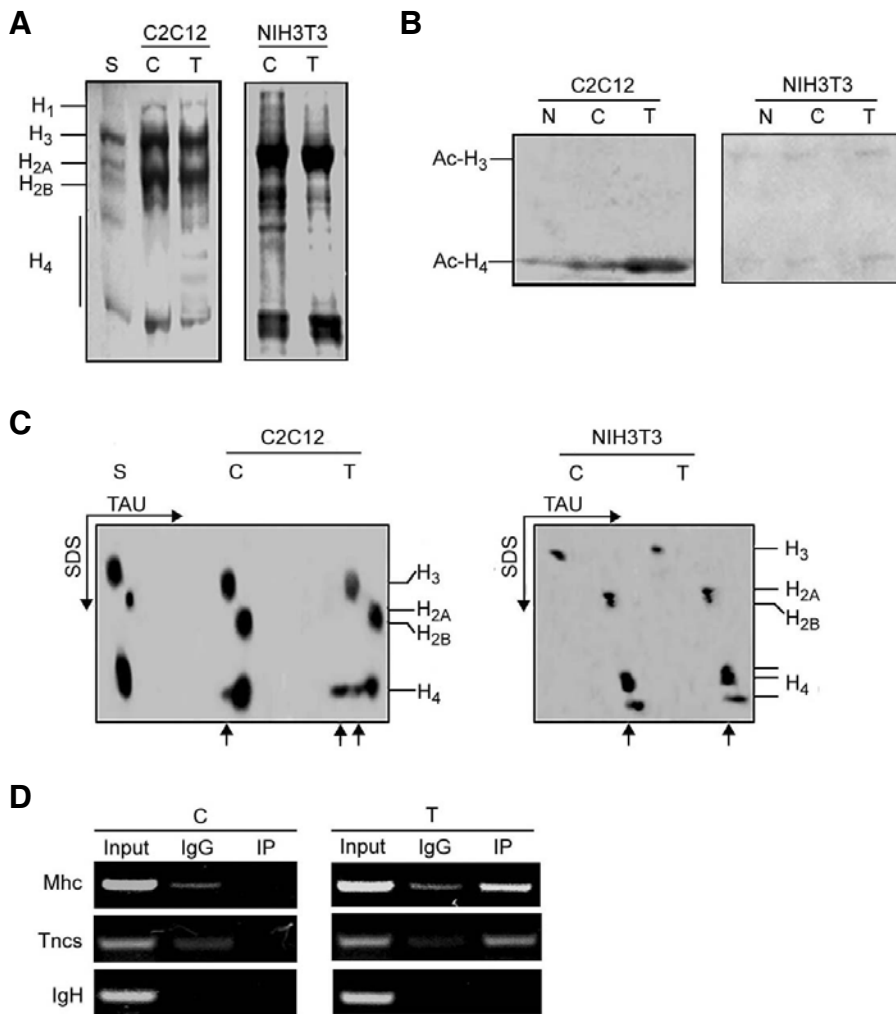 A
C2C12 NIH3T3
S C T C T
H1
H3
H2A
H2B
H4
B
C2C12 NIH3T3
N C T N C T
Ac-H3
Ac-H4
C
C2C12 NIH3T3
S C T C T
TAU TAU
SDS SDS
H3 H3
H2A H2A
H2B H2B
H4 H4
D
C T
Input IgG IP Input IgG IP
Mhc
Tncs
IgH